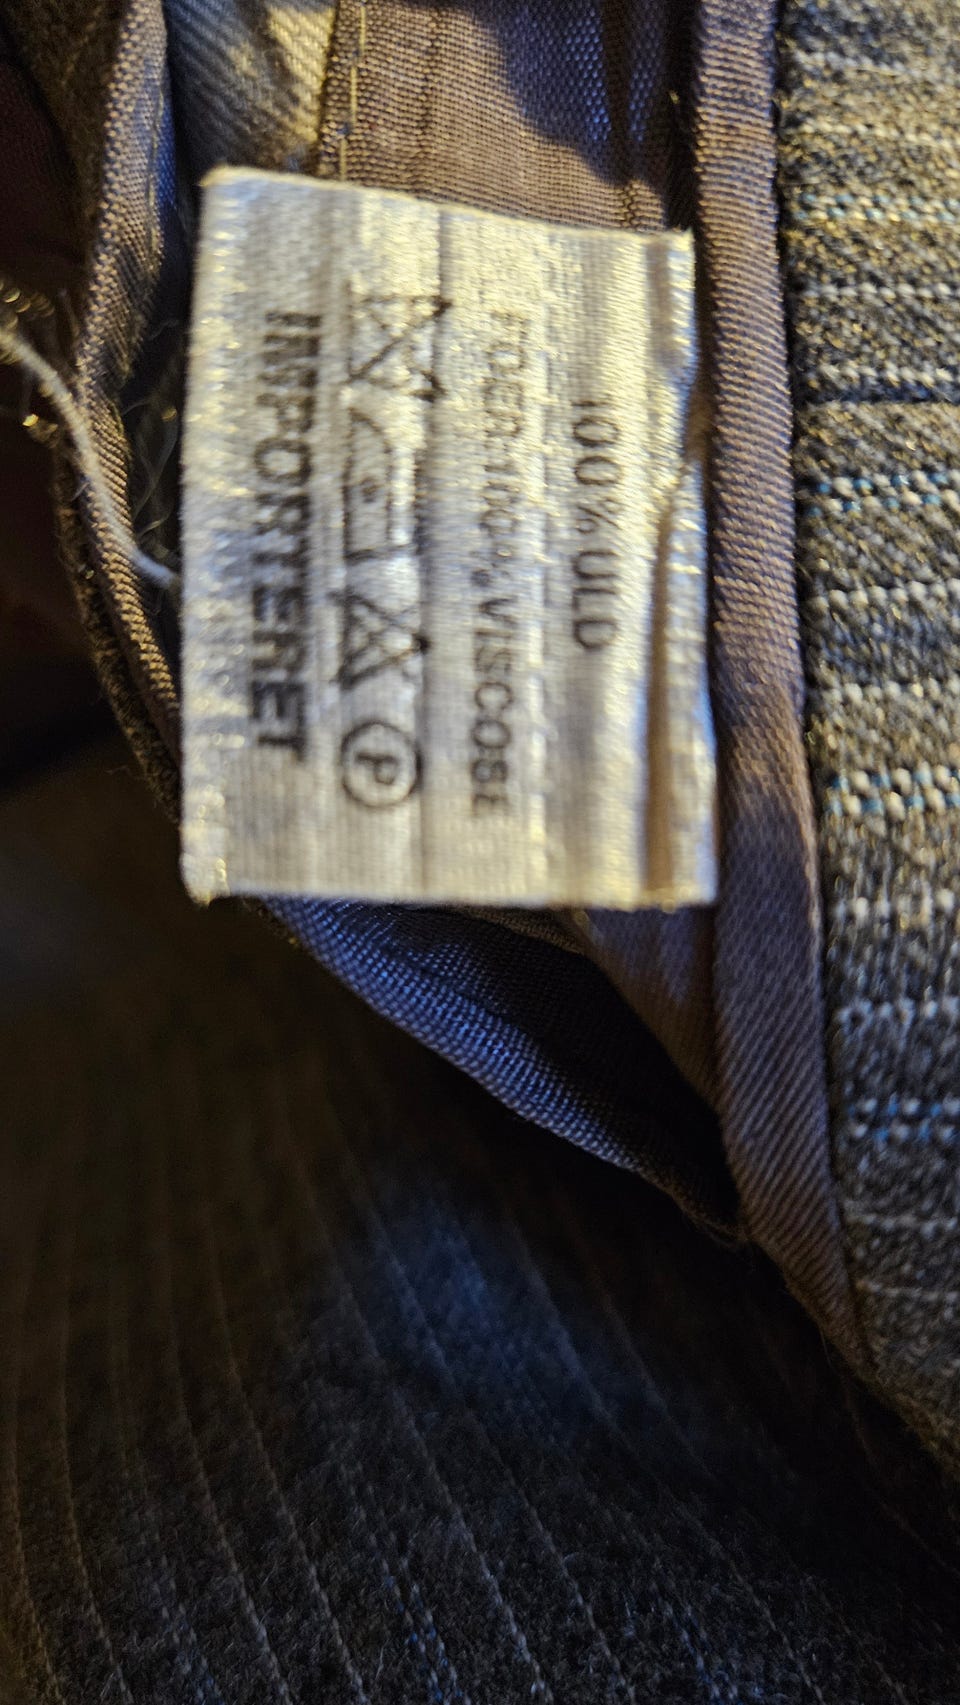 100% ULD
FOER: 100% VISCOSE
P
IMPORTERET